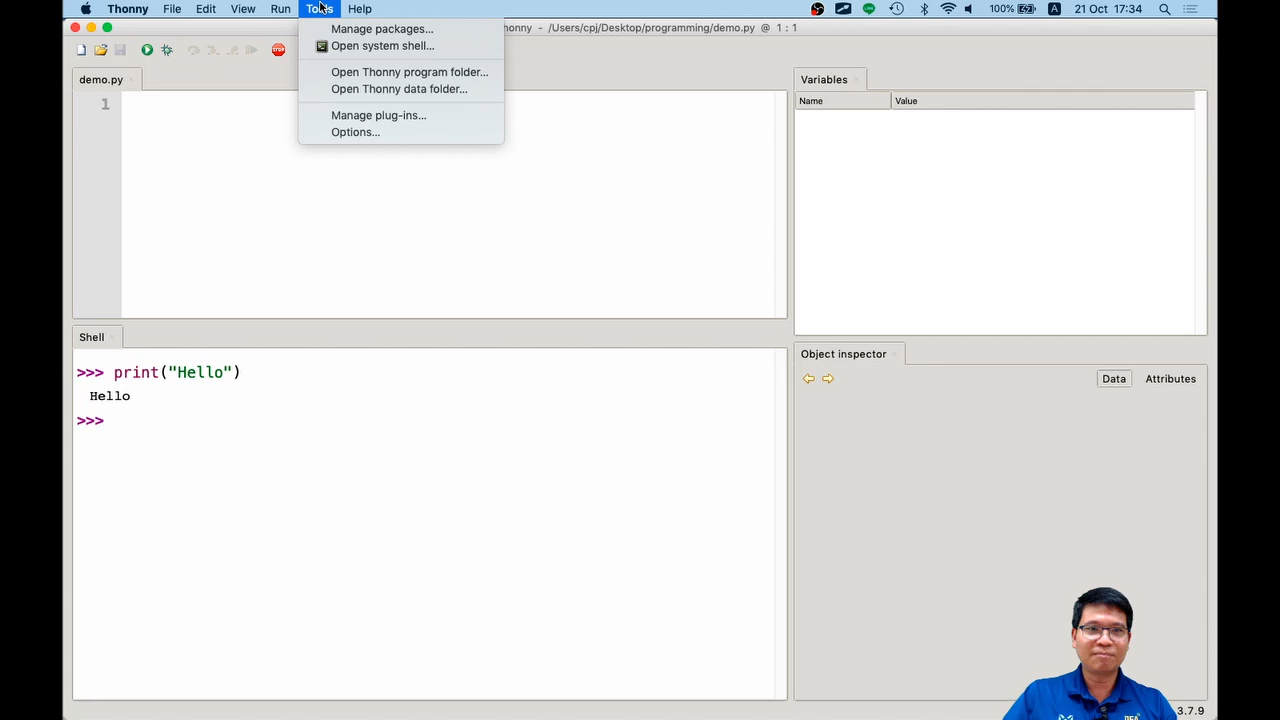 Thonny File Edit View Run Tools Help 100% A 21 Oct 17:34
Manage packages...
Open system shell...
Open Thonny program folder...
Open Thonny data folder...
Manage plug-ins...
Options...
honny - /Users/cpj/Desktop/programming/demo.py @ 1 : 1
STOP
demo.py
1
Variables
Name Value
Shell
>>> print("Hello")
Hello
>>>
Object inspector
Data Attributes
3.7.9